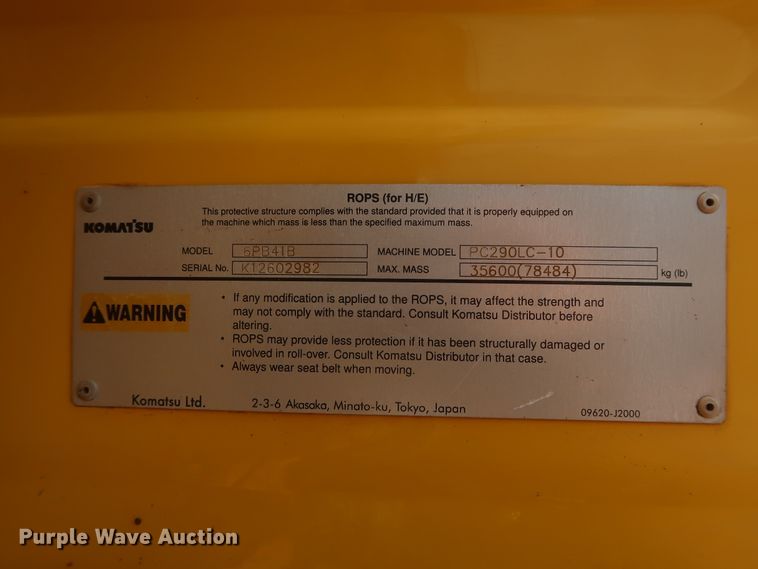 ROPS (for H/E)
This protective structure complies with the standard provided that it is properly equipped on
the machine which mass is less than the specified maximum mass.
KOMATSU
MODEL 6PB41B MACHINE MODEL PC290LC-10
SERIAL No. K12602982 MAX. MASS 35600(78484) kg (lb)
WARNING
• If any modification is applied to the ROPS, it may affect the strength and
may not comply with the standard. Consult Komatsu Distributor before
altering.
• ROPS may provide less protection if it has been structurally damaged or
involved in roll-over. Consult Komatsu Distributor in that case.
• Always wear seat belt when moving.
Komatsu Ltd. 2-3-6 Akasaka, Minato-ku, Tokyo, Japan 09620-J2000
Purple Wave Auction